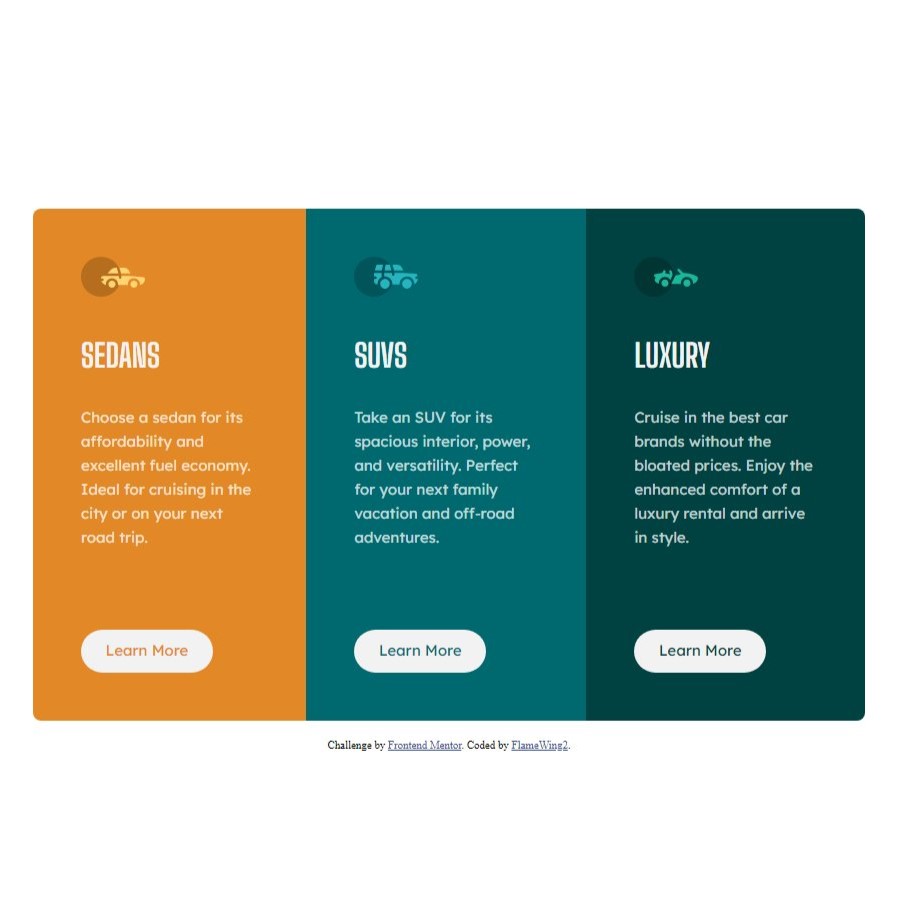 SEDANS
Choose a sedan for its
affordability and
excellent fuel economy.
Ideal for cruising in the
city or on your next
road trip.
Learn More
SUVS
Take an SUV for its
spacious interior, power,
and versatility. Perfect
for your next family
vacation and off-road
adventures.
Learn More
LUXURY
Cruise in the best car
brands without the
bloated prices. Enjoy the
enhanced comfort of a
luxury rental and arrive
in style.
Learn More
Challenge by Frontend Mentor. Coded by FlameWing2.